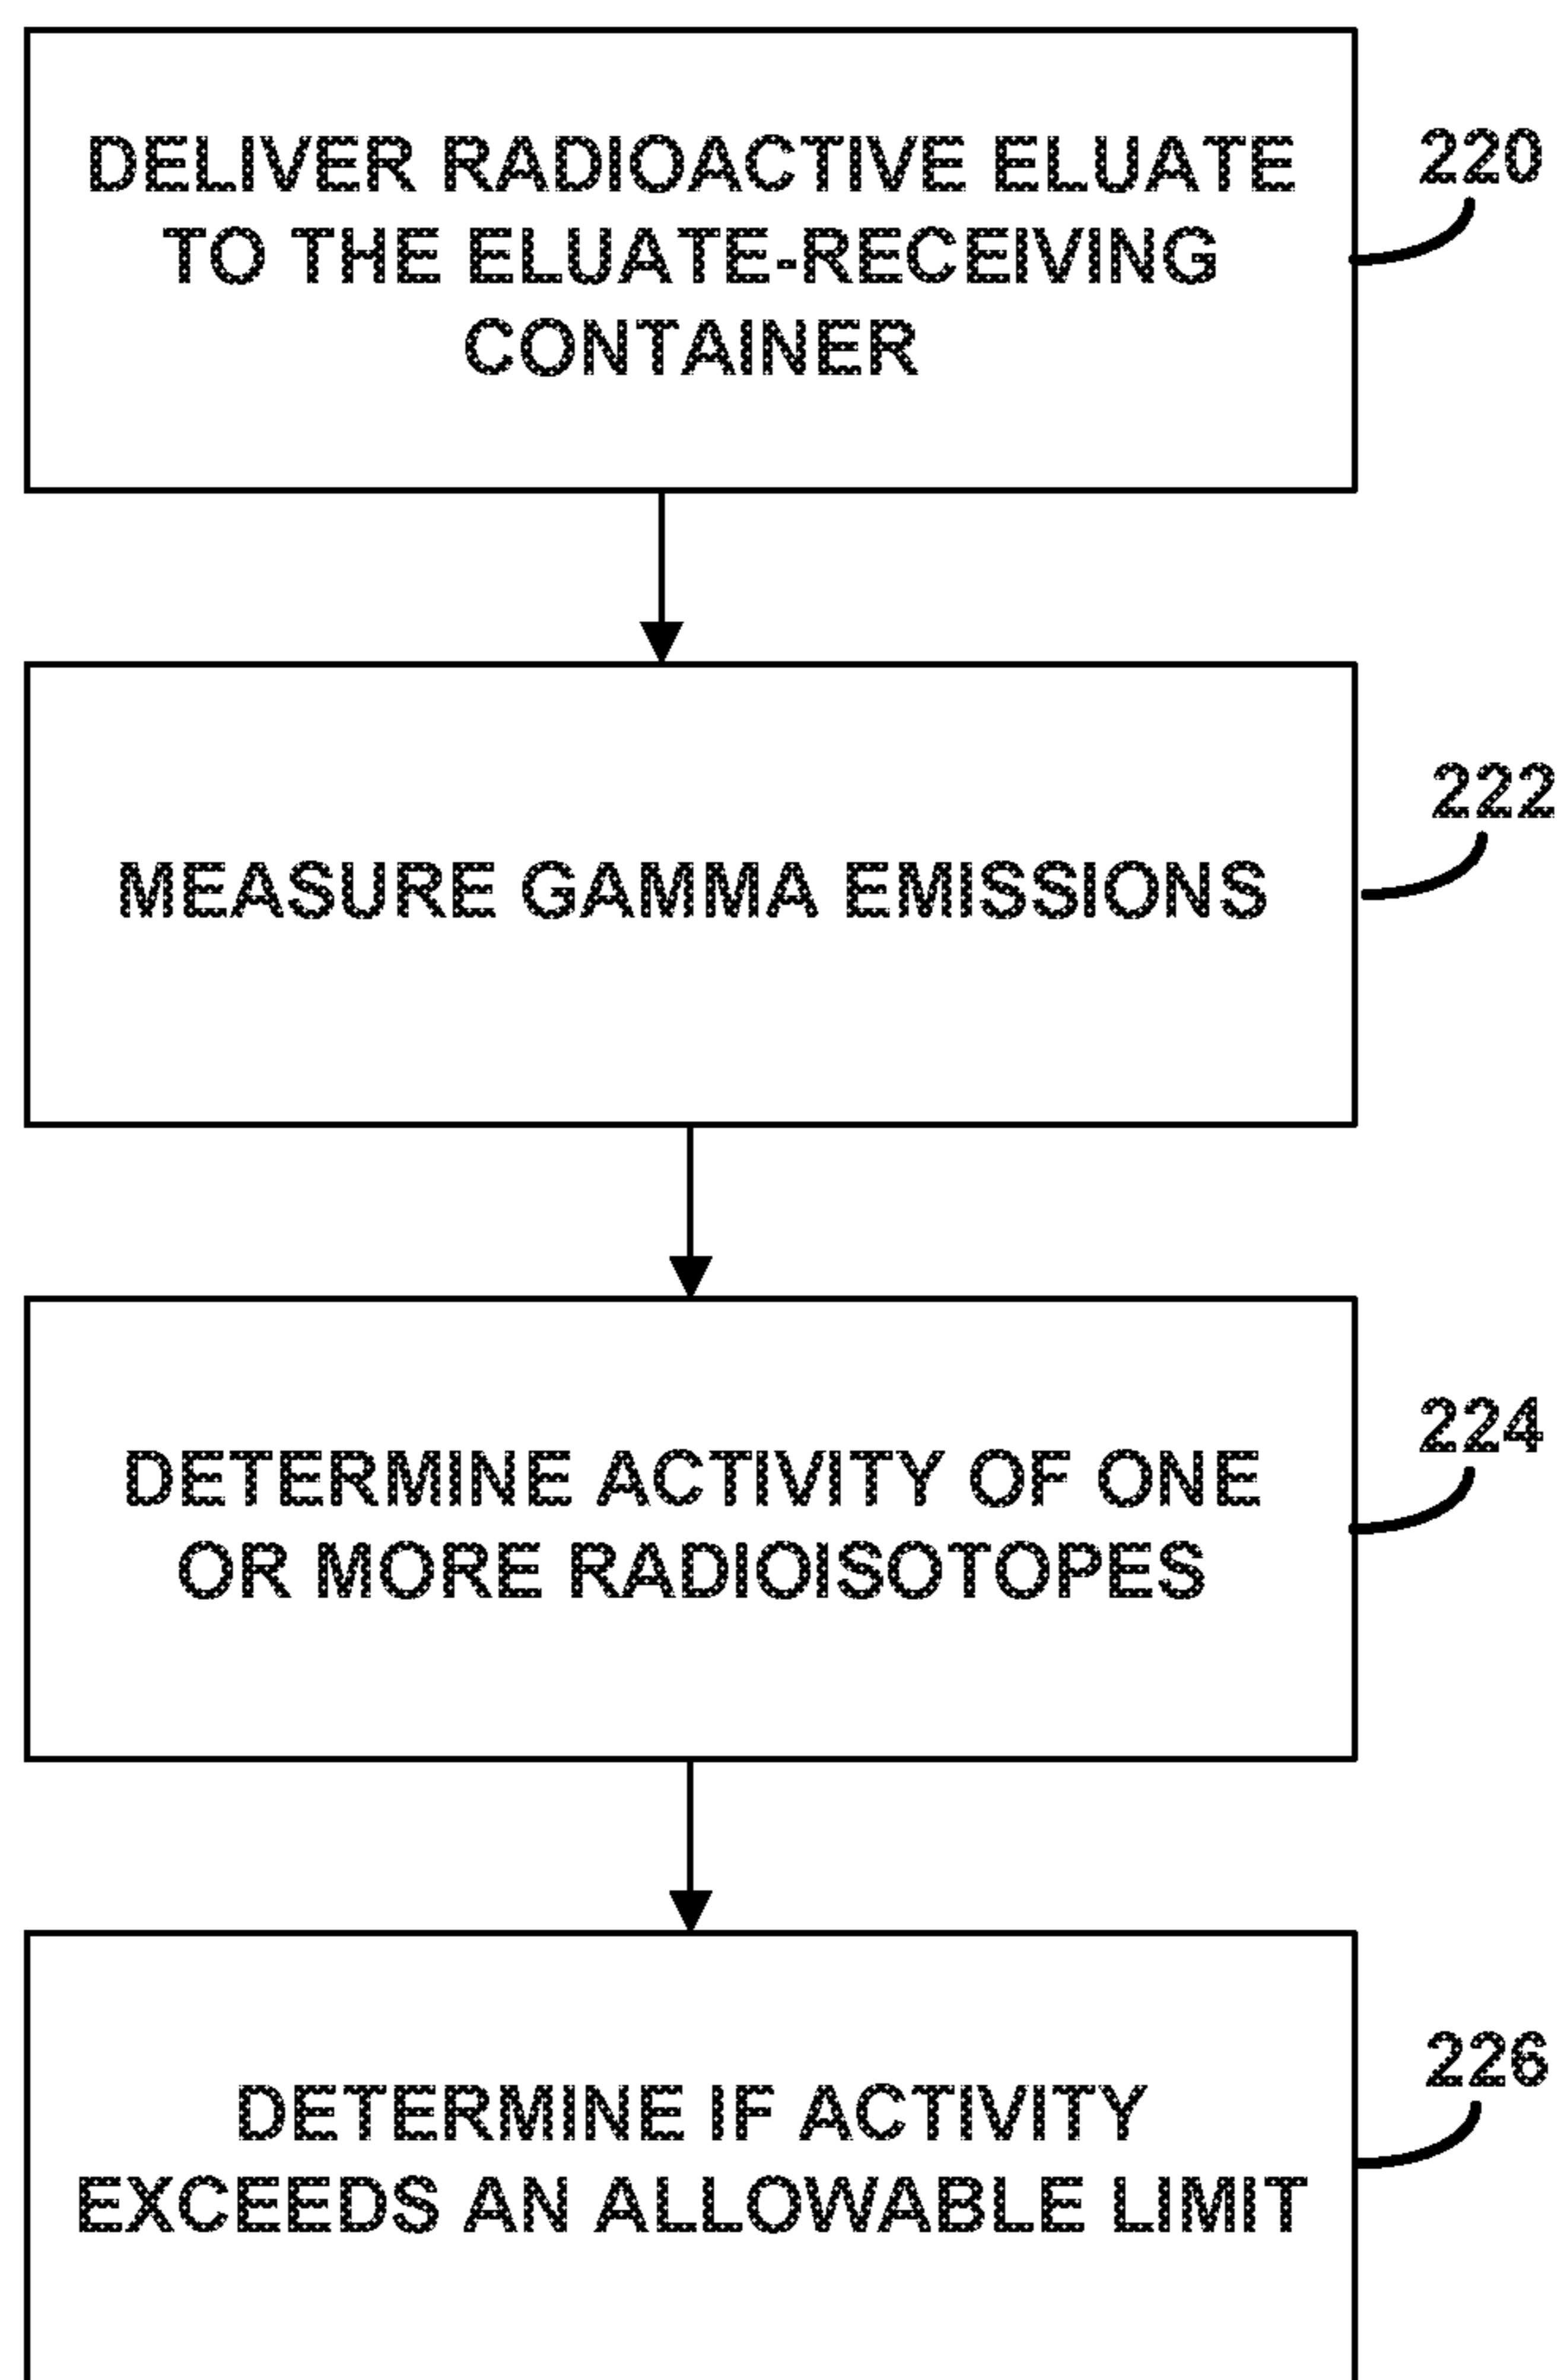 DELIVER RADIOACTIVE ELUATE
TO THE ELUATE-RECEIVING
CONTAINER
220
MEASURE GAMMA EMISSIONS
222
DETERMINE ACTIVITY OF ONE
OR MORE RADIOISOTOPES
224
DETERMINE IF ACTIVITY
EXCEEDS AN ALLOWABLE LIMIT
226